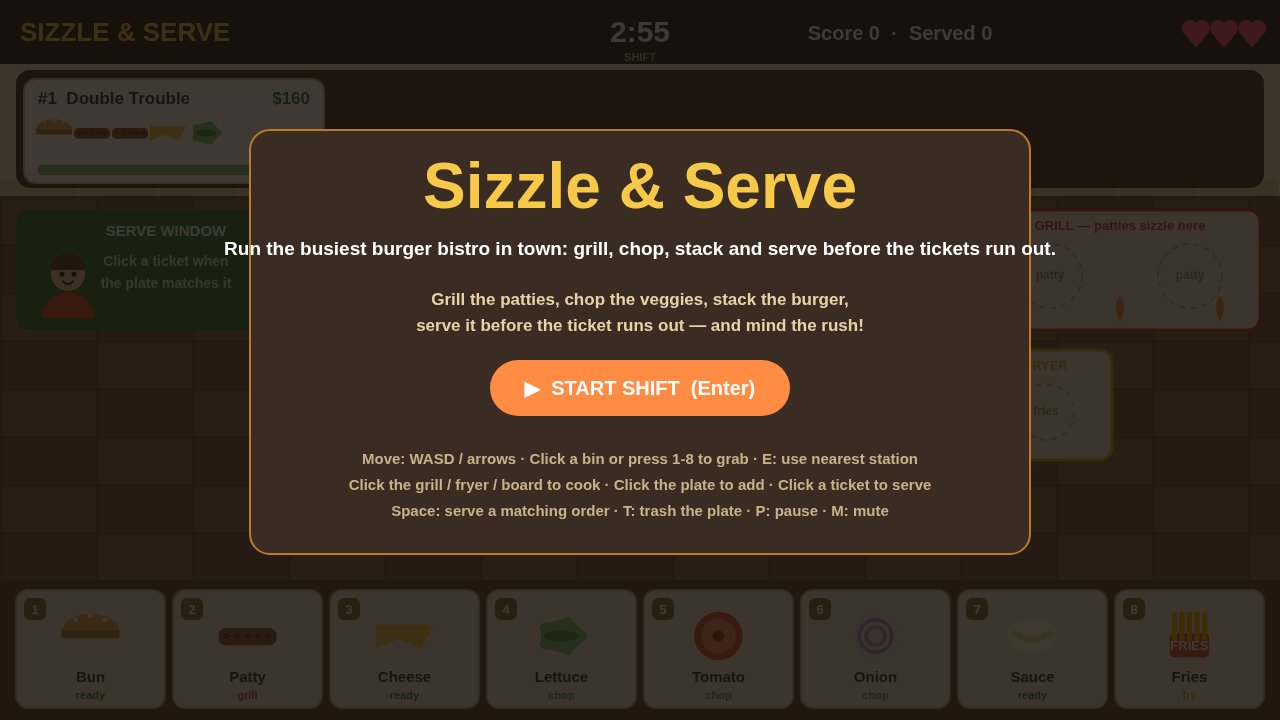 SIZZLE & SERVE
2:55
SHIFT
Score 0 · Served 0
#1 Double Trouble $160
SERVE WINDOW
Click a ticket when
the plate matches it
GRILL — patties sizzle here
patty
patty
FRYER
fries
Sizzle & Serve
Run the busiest burger bistro in town: grill, chop, stack and serve before the tickets run out.
Grill the patties, chop the veggies, stack the burger,
serve it before the ticket runs out — and mind the rush!
▶ START SHIFT (Enter)
Move: WASD / arrows · Click a bin or press 1-8 to grab · E: use nearest station
Click the grill / fryer / board to cook · Click the plate to add · Click a ticket to serve
Space: serve a matching order · T: trash the plate · P: pause · M: mute
1
Bun
ready
2
Patty
grill
3
Cheese
ready
4
Lettuce
chop
5
Tomato
chop
6
Onion
chop
7
Sauce
ready
8
FRIES
Fries
fry